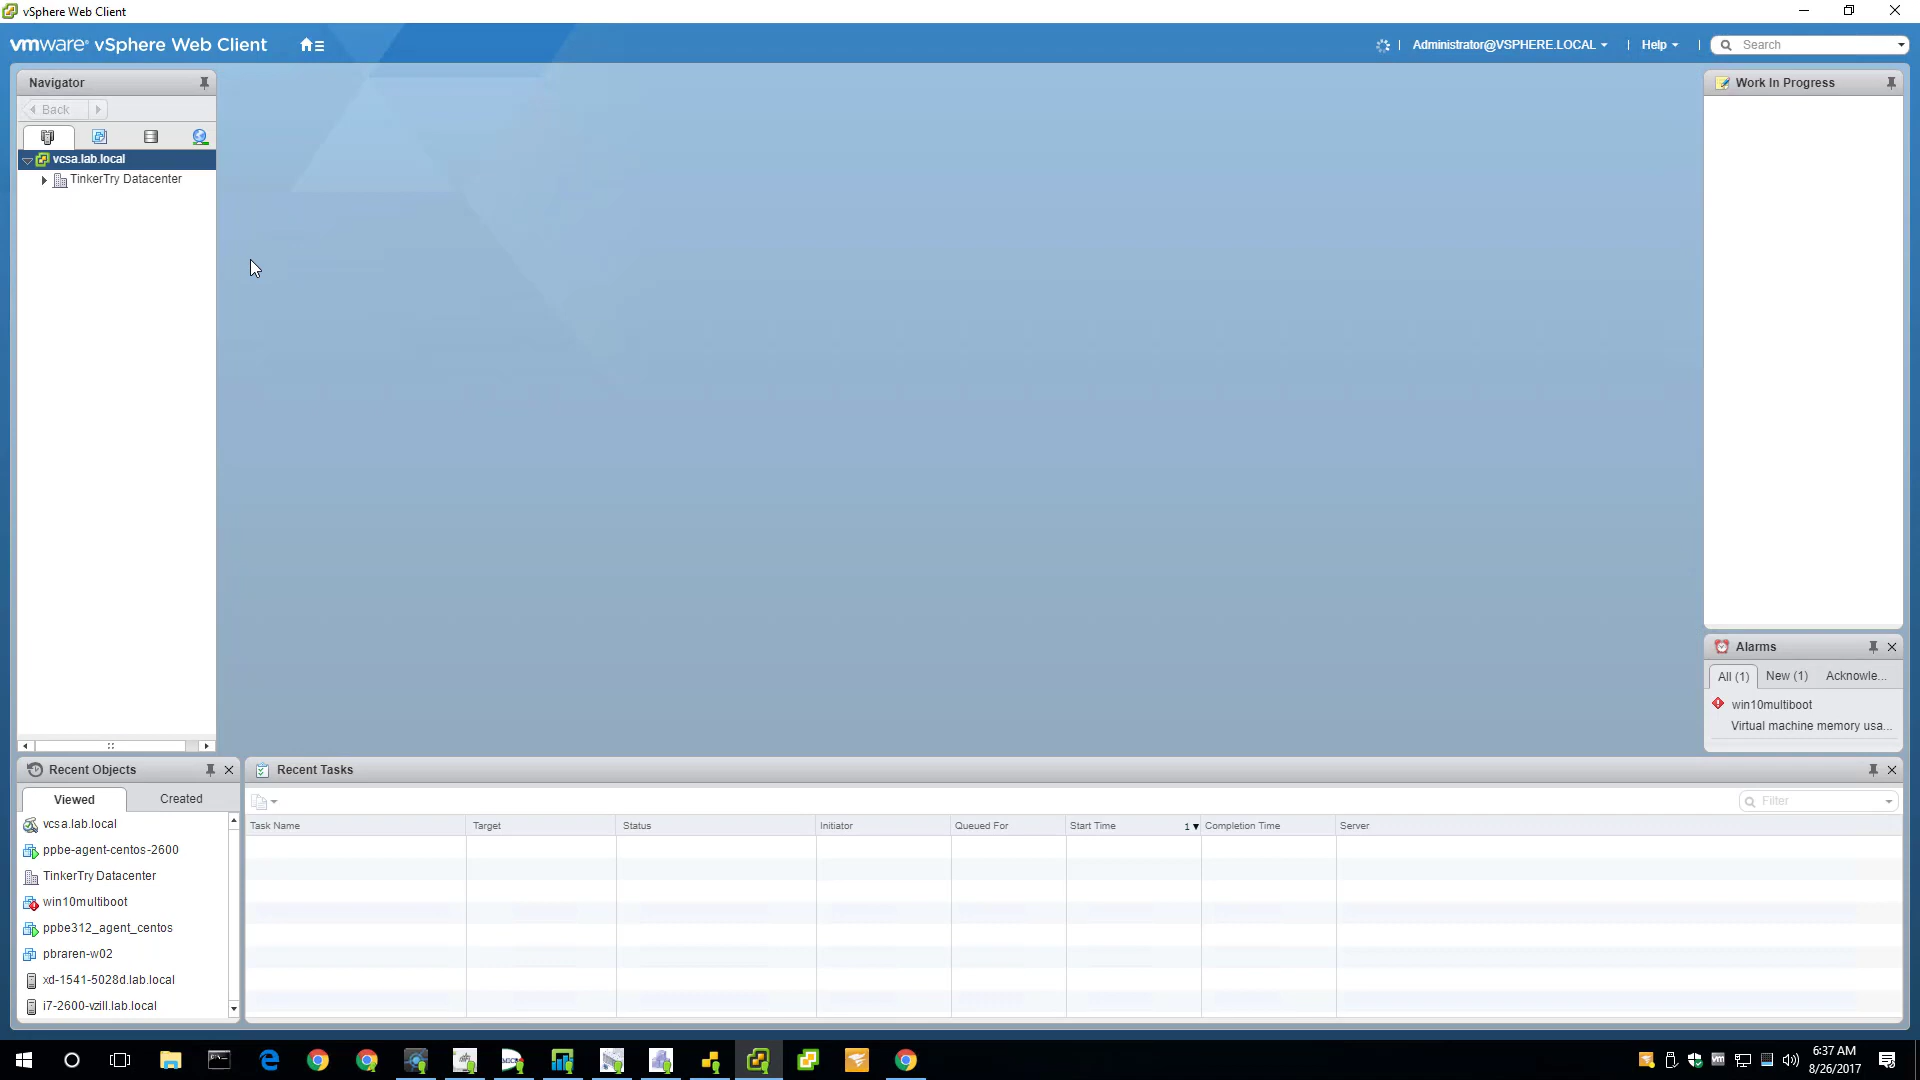 vSphere Web Client
vmware® vSphere Web Client
Administrator@VSPHERE.LOCAL
Help
Search
Navigator
Back
vcsa.lab.local
TinkerTry Datacenter
Work In Progress
Alarms
All (1) New (1) Acknowle...
win10multiboot
Virtual machine memory usa...
Recent Objects
Viewed Created
vcsa.lab.local
ppbe-agent-centos-2600
TinkerTry Datacenter
win10multiboot
ppbe312_agent_centos
pbraren-w02
xd-1541-5028d.lab.local
i7-2600-vzill.lab.local
Recent Tasks
Filter
Task Name Target Status Initiator Queued For Start Time 1 Completion Time Server
6:37 AM
8/26/2017